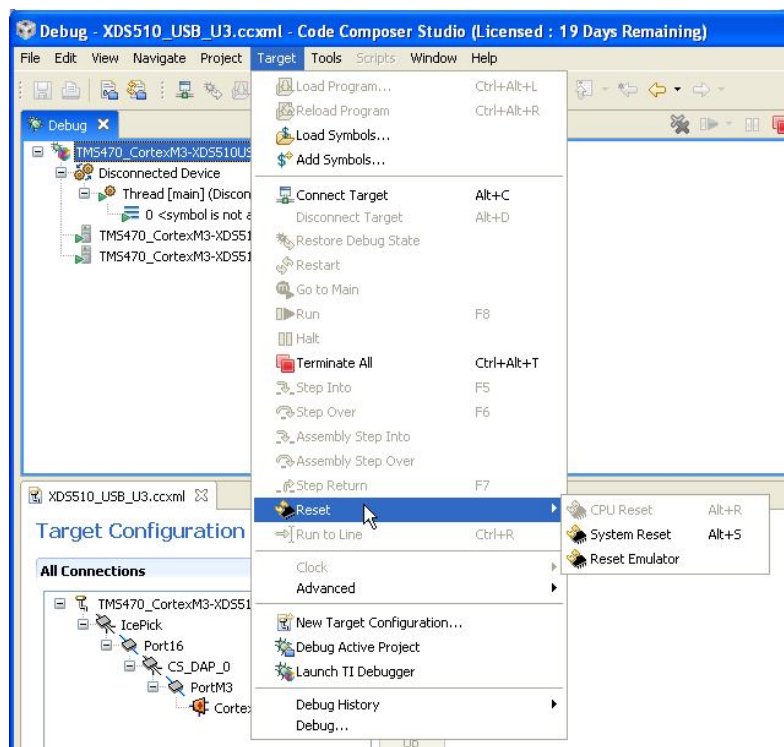 Debug - XDS510_USB_U3.ccxml - Code Composer Studio (Licensed : 19 Days Remaining)
File Edit View Navigate Project Target Tools Scripts Window Help
Debug
TMS470_CortexM3-XDS510US
Disconnected Device
Thread [main] (Discon
0 <symbol is not a
TMS470_CortexM3-XDS51
TMS470_CortexM3-XDS51
Load Program... Ctrl+Alt+L
Reload Program Ctrl+Alt+R
Load Symbols...
Add Symbols...
Connect Target Alt+C
Disconnect Target Alt+D
Restore Debug State
Restart
Go to Main
Run F8
Halt
Terminate All Ctrl+Alt+T
Step Into F5
Step Over F6
Assembly Step Into
Assembly Step Over
Step Return F7
Reset
Run to Line Ctrl+R
Clock
Advanced
New Target Configuration...
Debug Active Project
Launch TI Debugger
Debug History
Debug...
CPU Reset Alt+R
System Reset Alt+S
Reset Emulator
XDS510_USB_U3.ccxml
Target Configuration
All Connections
TMS470_CortexM3-XDS51
IcePick
Port16
CS_DAP_0
PortM3
Cortex
Up